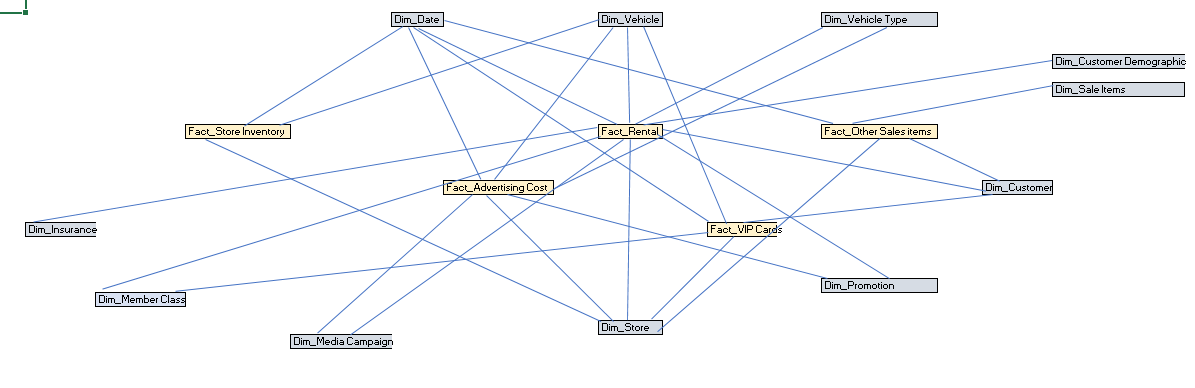 Dim_Date
Dim_Vehicle
Dim_Vehicle Type
Dim_Customer Demographic
Dim_Sale Items
Fact_Store Inventory
Fact_Rental
Fact_Other Sales items
Fact_Advertising Cost
Dim_Customer
Dim_Insurance
Fact_VIP Cards
Dim_Promotion
Dim_Member Class
Dim_Store
Dim_Media Campaign